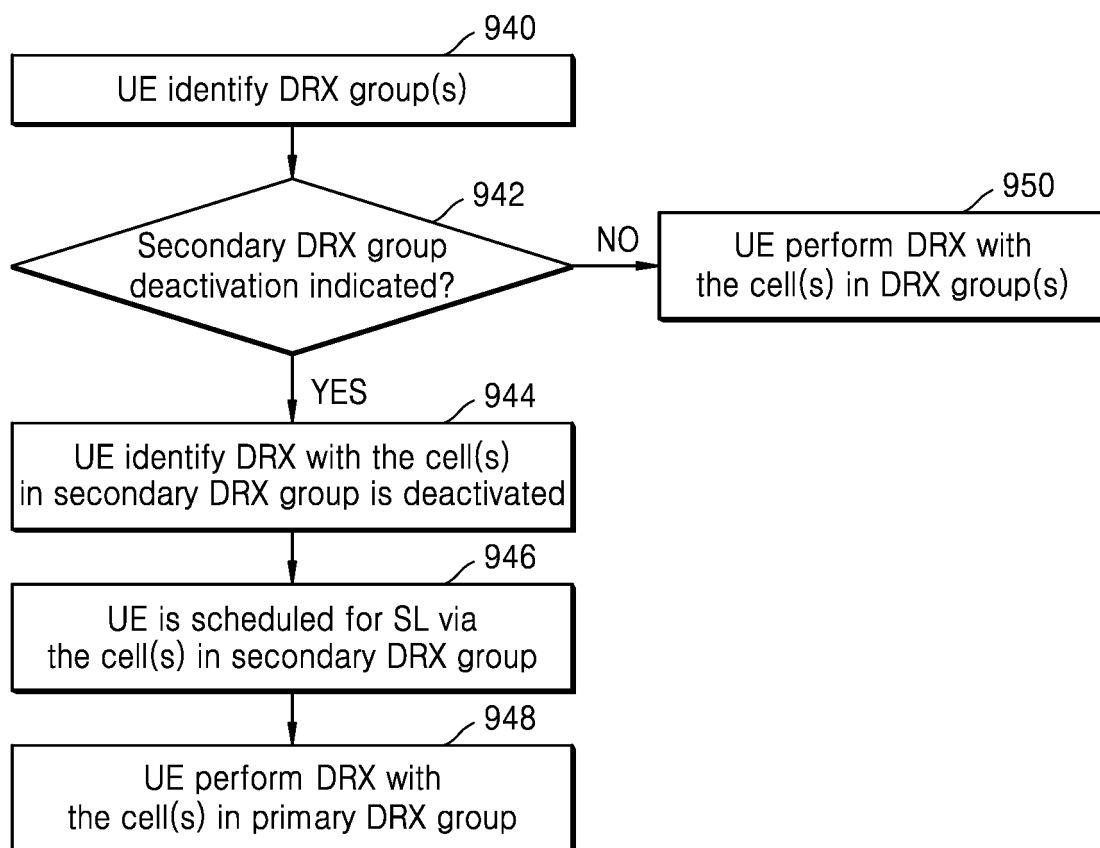 940
UE identify DRX group(s)
942
Secondary DRX group
deactivation indicated?
NO
950
UE perform DRX with
the cell(s) in DRX group(s)
YES
944
UE identify DRX with the cell(s)
in secondary DRX group is deactivated
946
UE is scheduled for SL via
the cell(s) in secondary DRX group
948
UE perform DRX with
the cell(s) in primary DRX group